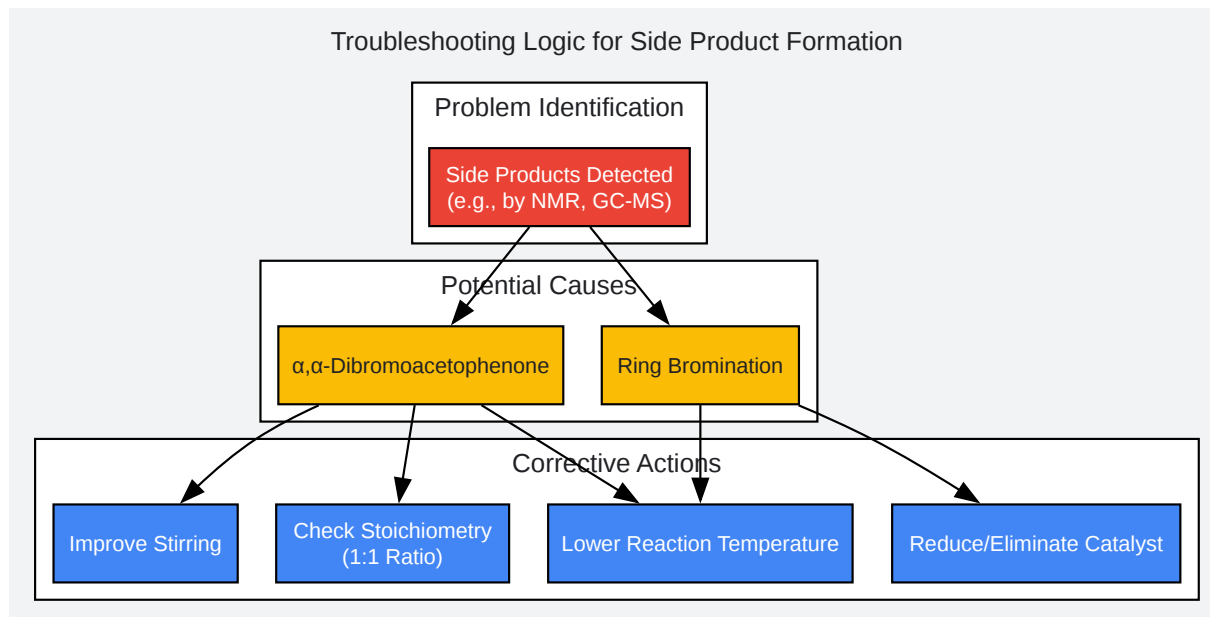 Troubleshooting Logic for Side Product Formation
Problem Identification
Side Products Detected
(e.g., by NMR, GC-MS)
Potential Causes
α,α-Dibromoacetophenone
Ring Bromination
Corrective Actions
Improve Stirring
Check Stoichiometry
(1:1 Ratio)
Lower Reaction Temperature
Reduce/Eliminate Catalyst